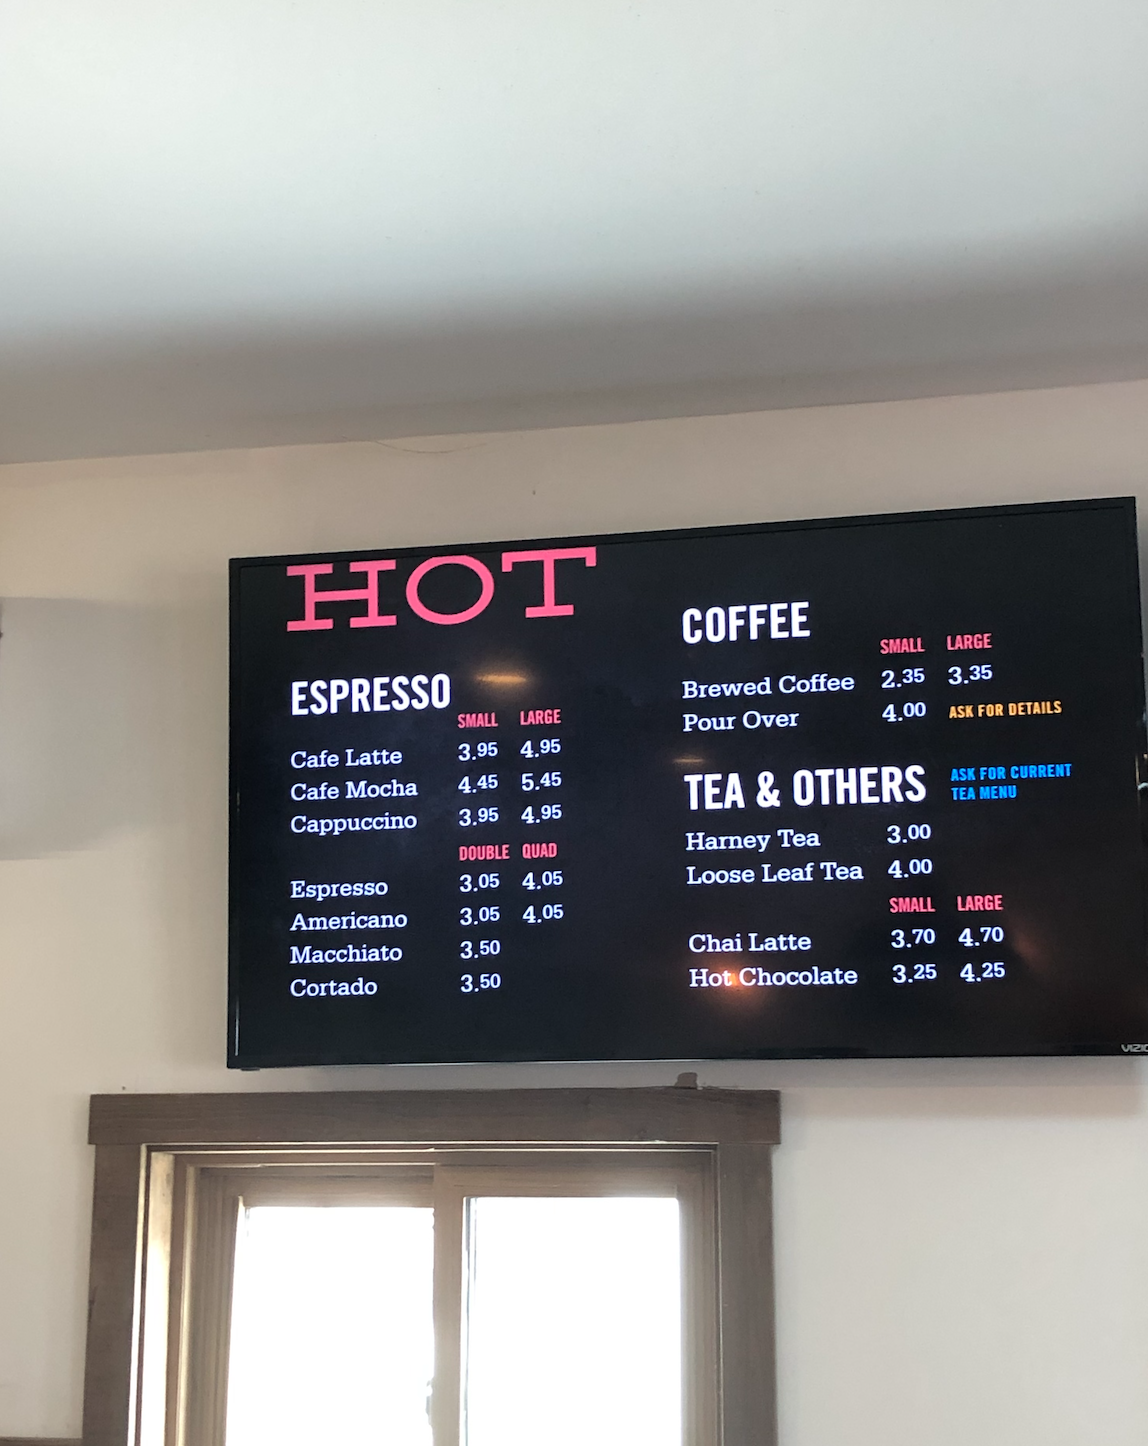 HOT
ESPRESSO
SMALL LARGE
Cafe Latte 3.95 4.95
Cafe Mocha 4.45 5.45
Cappuccino 3.95 4.95
DOUBLE QUAD
Espresso 3.05 4.05
Americano 3.05 4.05
Macchiato 3.50
Cortado 3.50
COFFEE
SMALL LARGE
Brewed Coffee 2.35 3.35
Pour Over 4.00 ASK FOR DETAILS
TEA & OTHERS
ASK FOR CURRENT
TEA MENU
Harney Tea 3.00
Loose Leaf Tea 4.00
SMALL LARGE
Chai Latte 3.70 4.70
Hot Chocolate 3.25 4.25